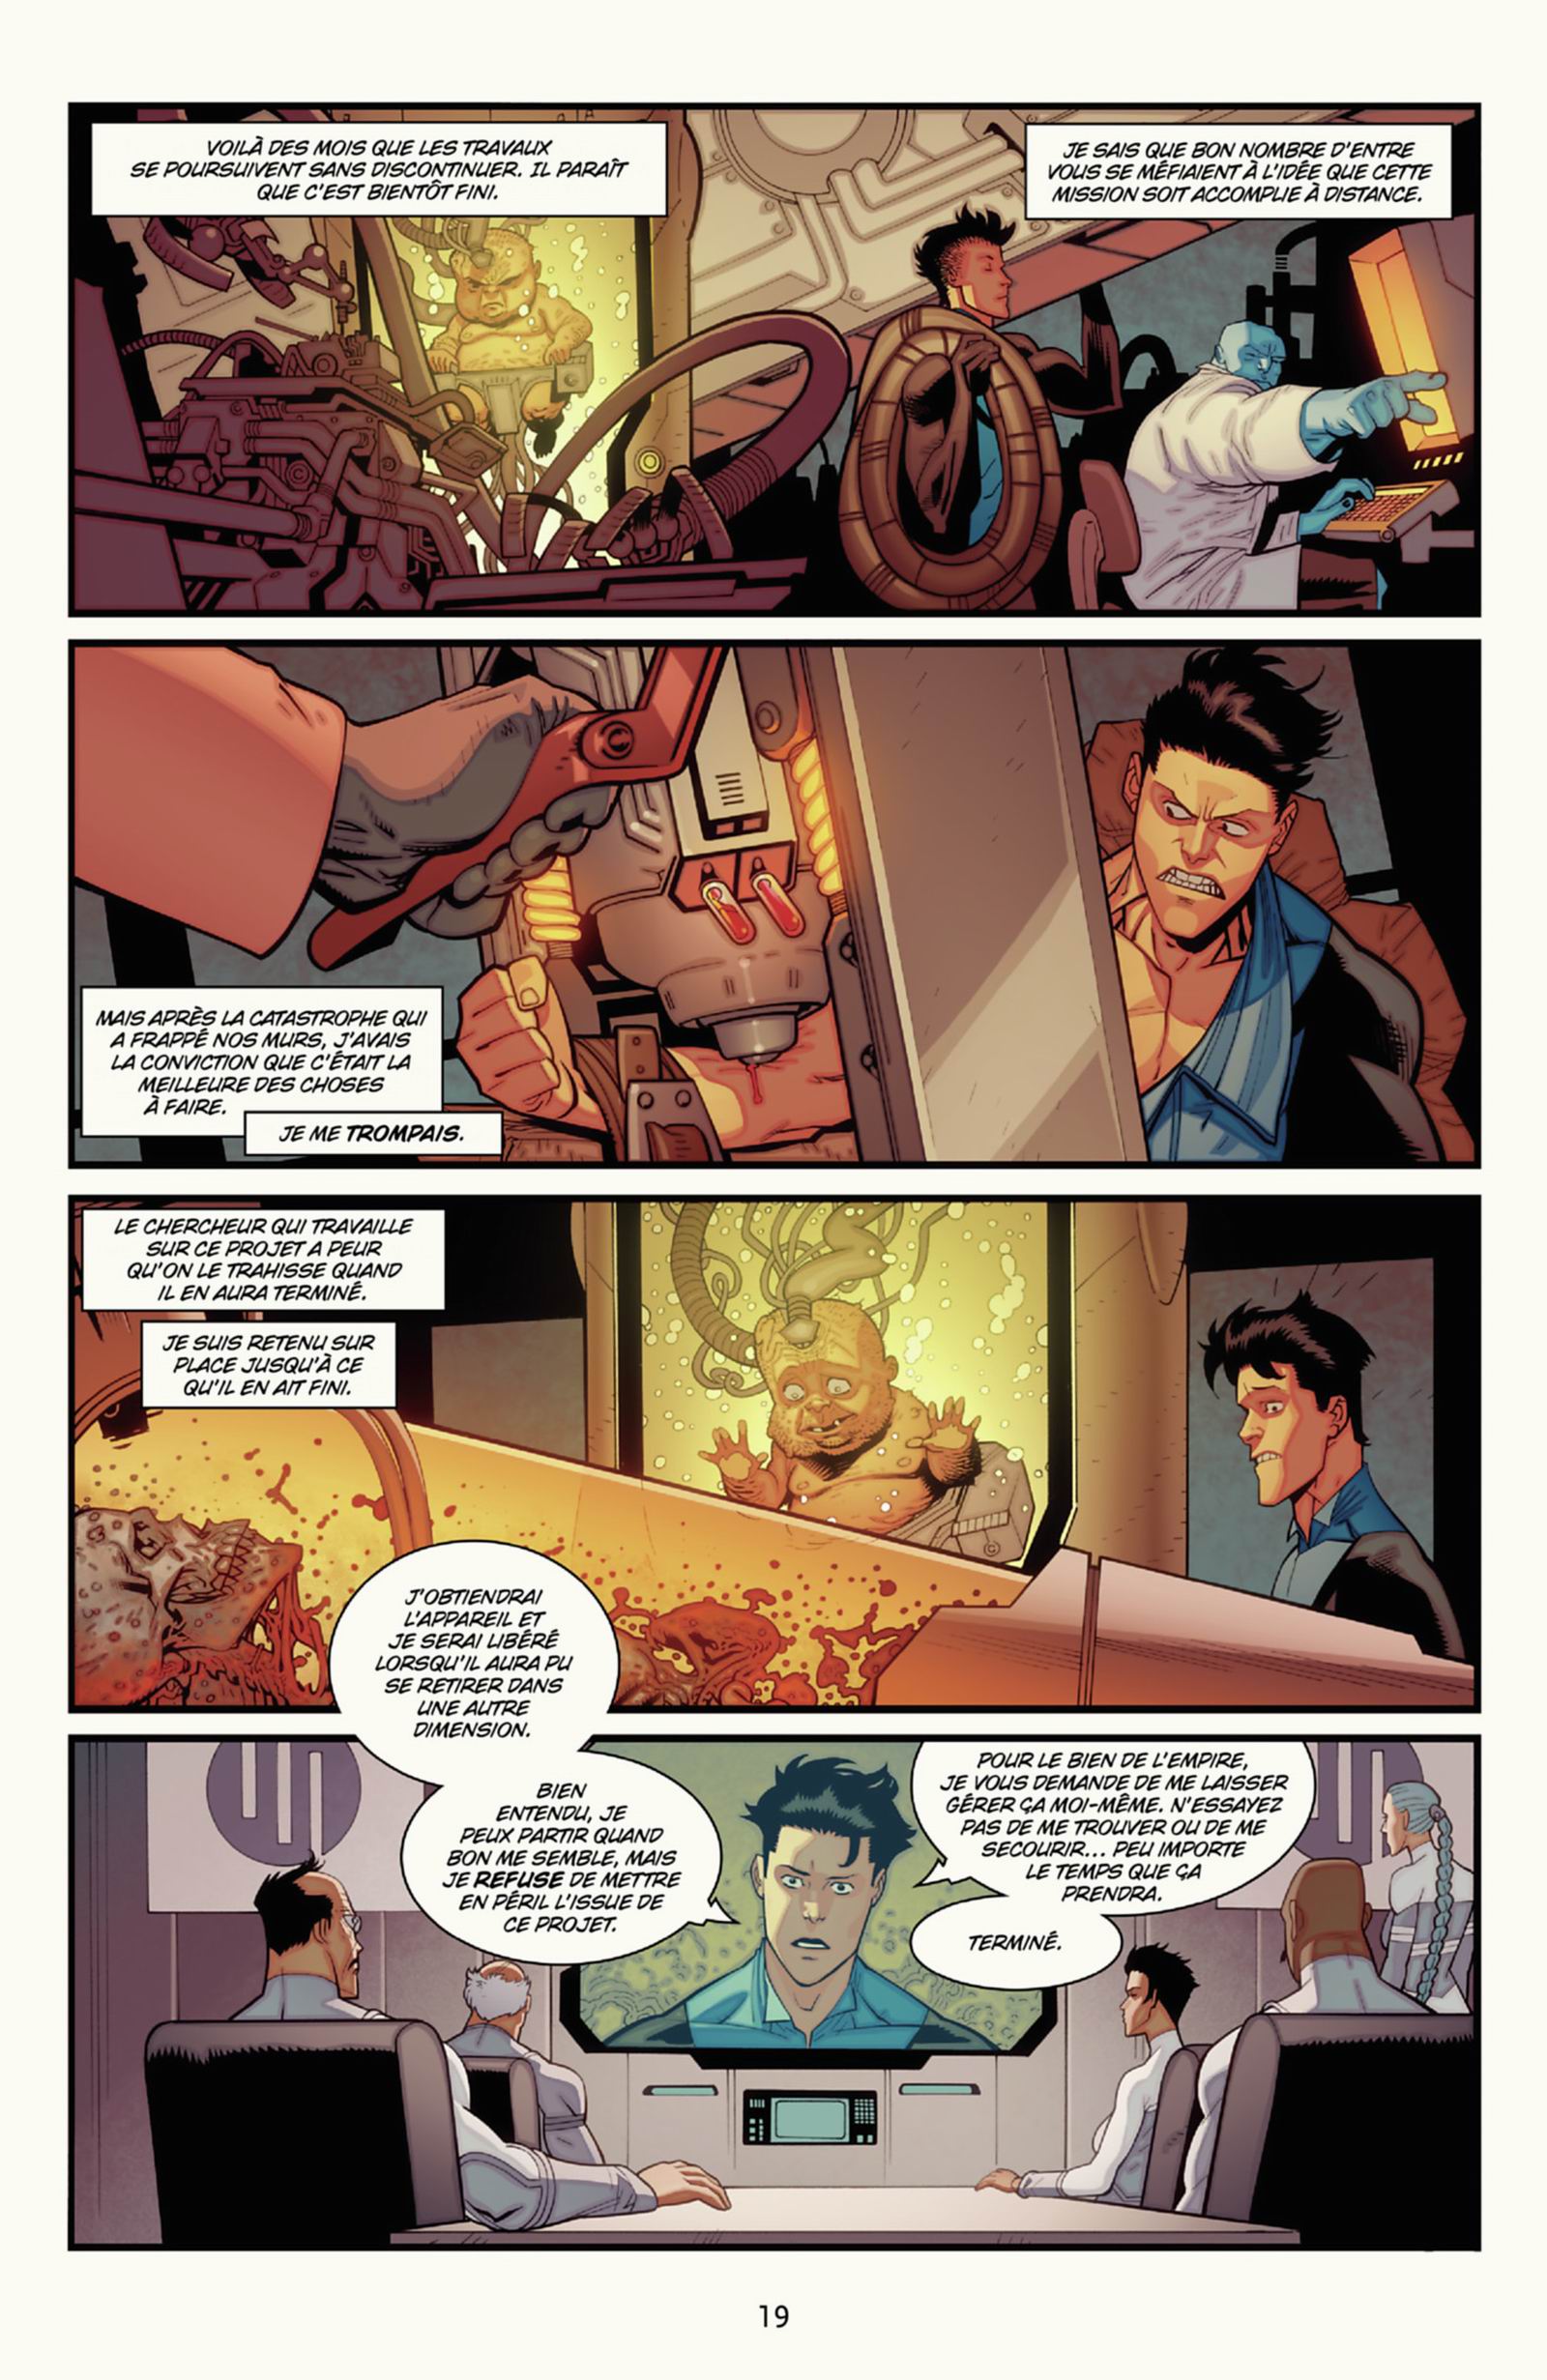 VOILÀ DES MOIS QUE LES TRAVAUX
SE POURSUIVENT SANS DISCONTINUER. IL PARAÎT
QUE C'EST BIENTÔT FINI.
JE SAIS QUE BON NOMBRE D'ENTRE
VOUS SE MÉFIAIENT À L'IDÉE QUE CETTE
MISSION SOIT ACCOMPLIE À DISTANCE.
MAIS APRÈS LA CATASTROPHE QUI
A FRAPPÉ NOS MURS, J'AVAIS
LA CONVICTION QUE C'ÉTAIT LA
MEILLEURE DES CHOSES
À FAIRE.
JE ME TROMPAIS.
LE CHERCHEUR QUI TRAVAILLE
SUR CE PROJET A PEUR
QU'ON LE TRAHISSE QUAND
IL EN AURA TERMINÉ.
JE SUIS RETENU SUR
PLACE JUSQU'À CE
QU'IL EN AIT FINI.
J'OBTIENDRAI
L'APPAREIL ET
JE SERAI LIBÉRÉ
LORSQU'IL AURA PU
SE RETIRER DANS
UNE AUTRE
DIMENSION.
BIEN
ENTENDU, JE
PEUX PARTIR QUAND
BON ME SEMBLE, MAIS
JE REFUSE DE METTRE
EN PÉRIL L'ISSUE DE
CE PROJET.
POUR LE BIEN DE L'EMPIRE,
JE VOUS DEMANDE DE ME LAISSER
GÉRER ÇA MOI-MÊME. N'ESSAYEZ
PAS DE ME TROUVER OU DE ME
SECOURIR... PEU IMPORTE
LE TEMPS QUE ÇA
PRENDRA.
TERMINÉ.
19